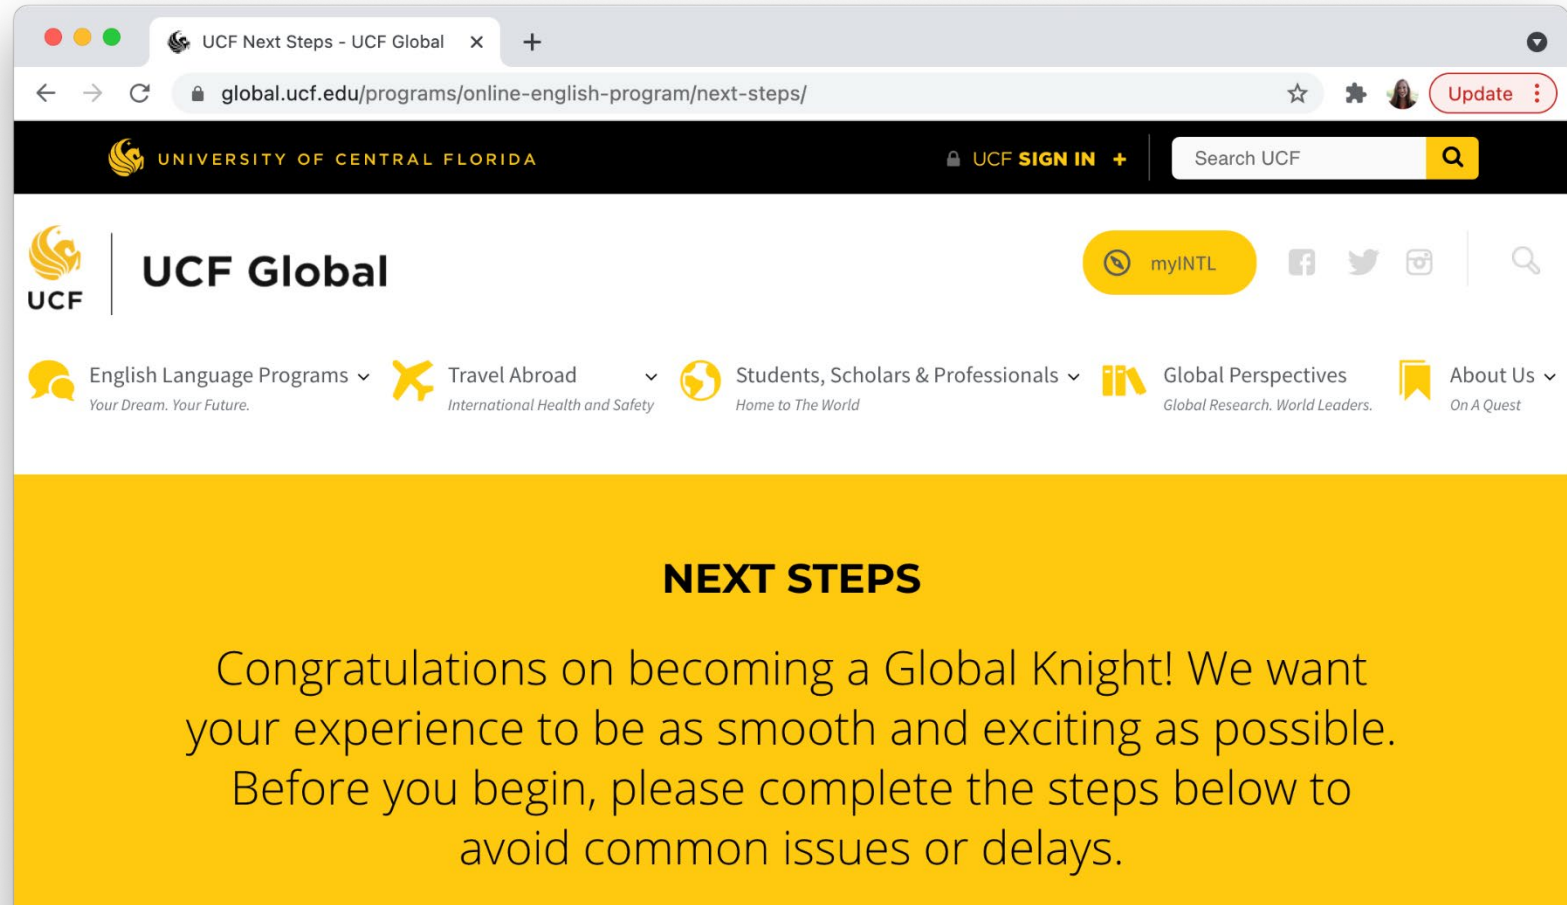 UCF Next Steps - UCF Global
global.ucf.edu/programs/online-english-program/next-steps/
Update
UNIVERSITY OF CENTRAL FLORIDA
UCF SIGN IN +
Search UCF
UCF
UCF Global
myINTL
English Language Programs
Your Dream. Your Future.
Travel Abroad
International Health and Safety
Students, Scholars & Professionals
Home to The World
Global Perspectives
Global Research. World Leaders.
About Us
On A Quest
NEXT STEPS
Congratulations on becoming a Global Knight! We want
your experience to be as smooth and exciting as possible.
Before you begin, please complete the steps below to
avoid common issues or delays.